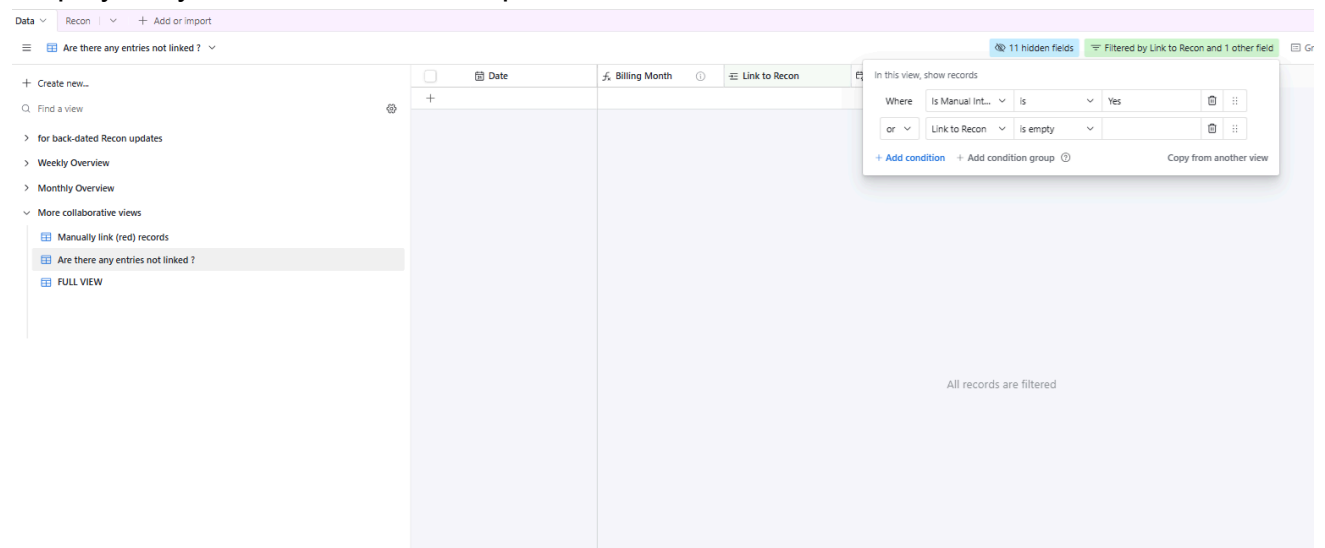 Data Recon + Add or import
Are there any entries not linked ? 11 hidden fields Filtered by Link to Recon and 1 other field
+ Create new...
Find a view
for back-dated Recon updates
Weekly Overview
Monthly Overview
More collaborative views
Manually link (red) records
Are there any entries not linked ?
FULL VIEW
Date Billing Month Link to Recon
+
In this view, show records
Where Is Manual Int... is Yes
or Link to Recon is empty
+ Add condition + Add condition group Copy from another view
All records are filtered